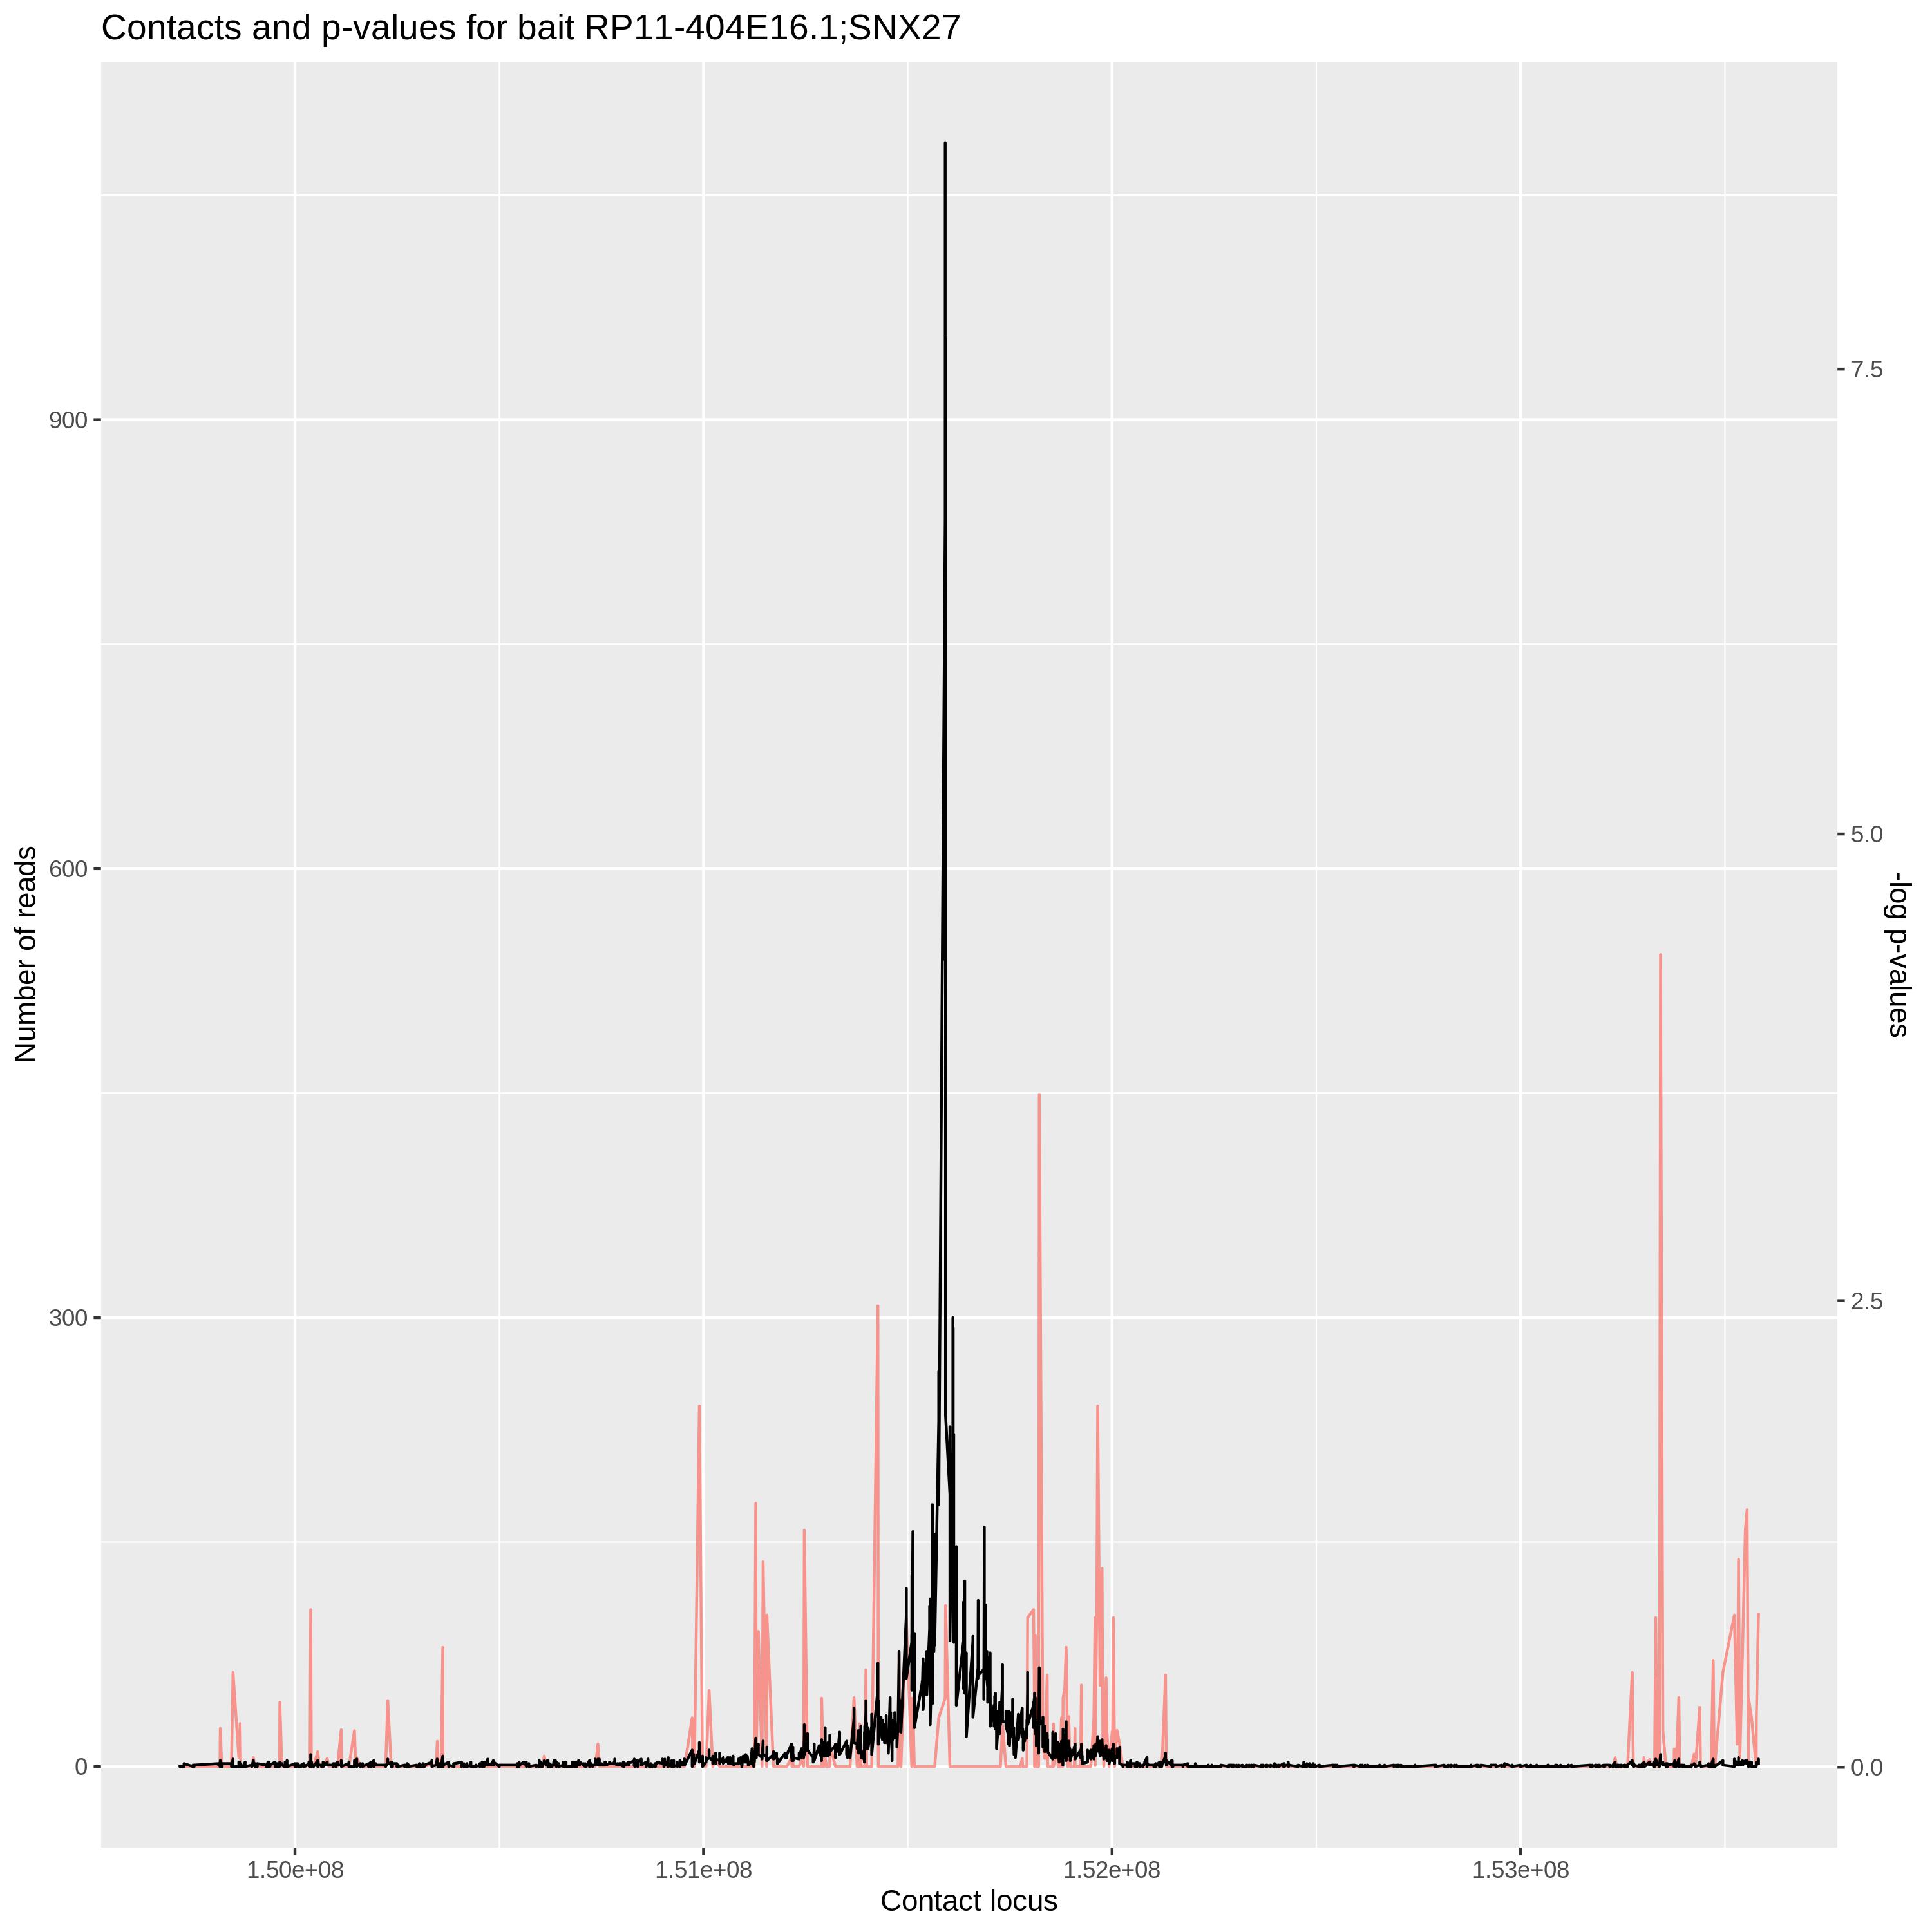 Contacts and p-values for bait RP11-404E16.1;SNX27
Number of reads
900
600
300
0
7.5
5.0
2.5
0.0
-log p-values
1.50e+08
1.51e+08
1.52e+08
1.53e+08
Contact locus